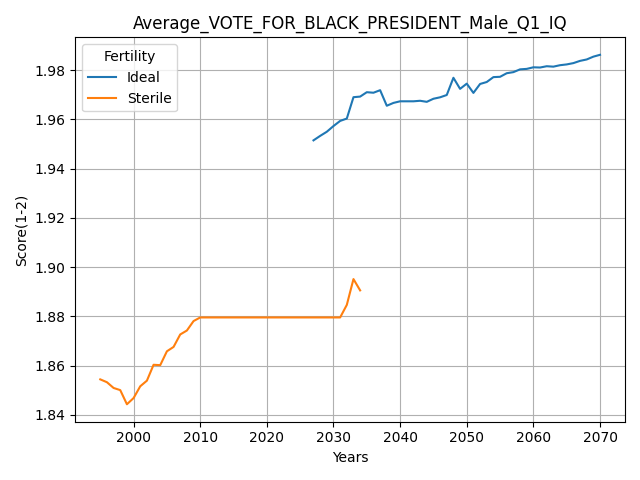 Average_VOTE_FOR_BLACK_PRESIDENT_Male_Q1_IQ
Fertility
Ideal
Sterile
Score(1-2)
1.98
1.96
1.94
1.92
1.90
1.88
1.86
1.84
2000 2010 2020 2030 2040 2050 2060 2070
Years